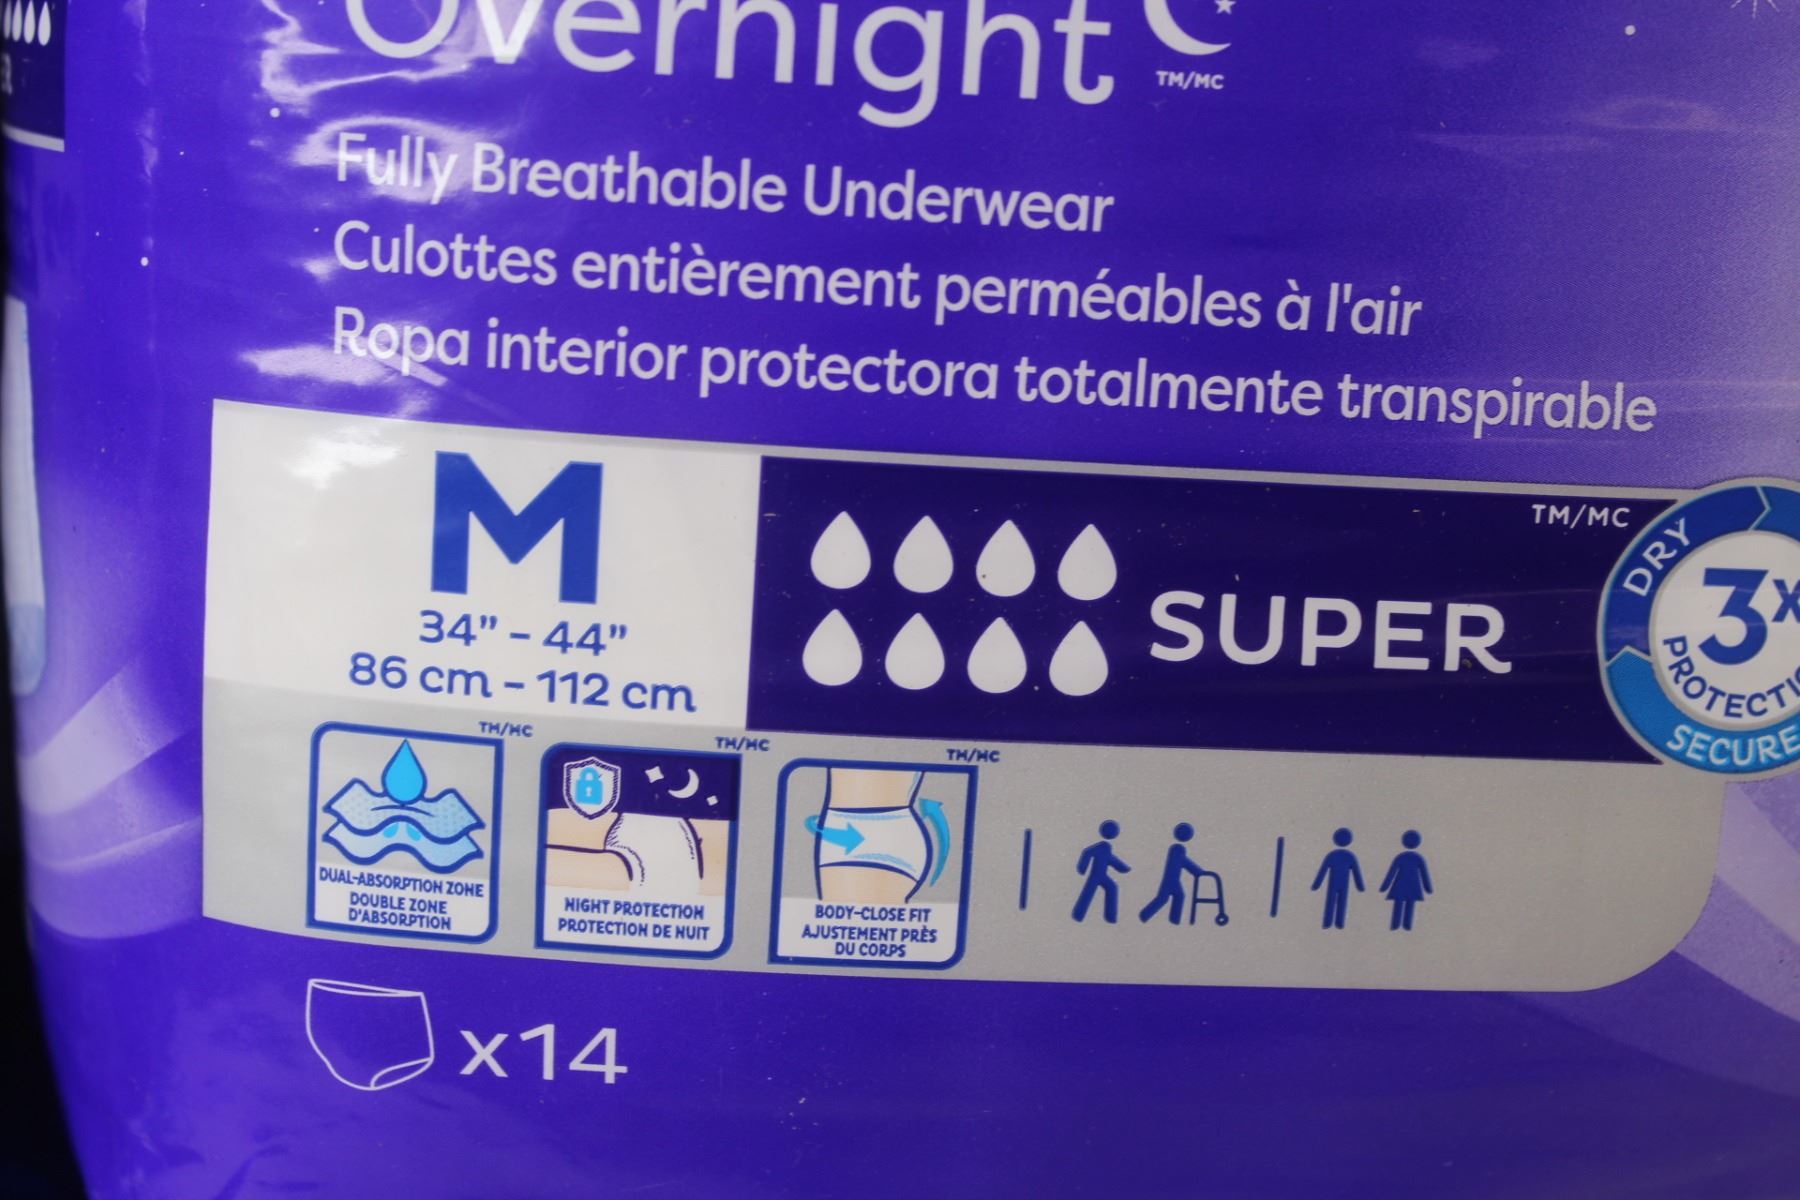 Overnight
TM/MC
Fully Breathable Underwear
Culottes entièrement perméables à l'air
Ropa interior protectora totalmente transpirable
M
34" - 44"
86 cm - 112 cm
SUPER
TM/MC
DRY
3x
SECURE
TM/MC
DUAL-ABSORPTION ZONE
DOUBLE ZONE
D'ABSORPTION
TM/MC
NIGHT PROTECTION
PROTECTION DE NUIT
TM/MC
BODY-CLOSE FIT
AJUSTEMENT PRÈS
DU CORPS
x14